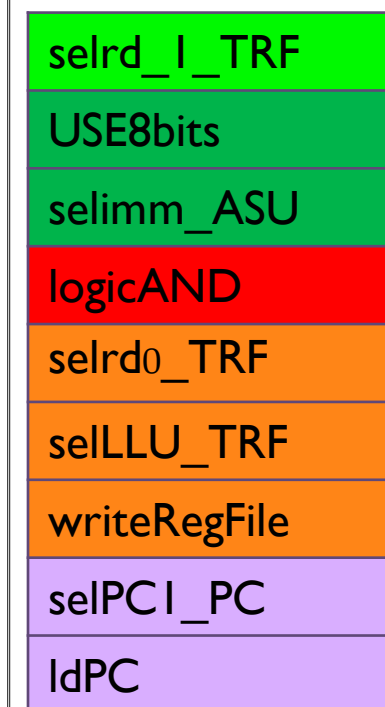 selrd_1_TRF
USE8bits
selimm_ASU
logicAND
selrd0_TRF
selLLU_TRF
writeRegFile
selPC1_PC
ldPC